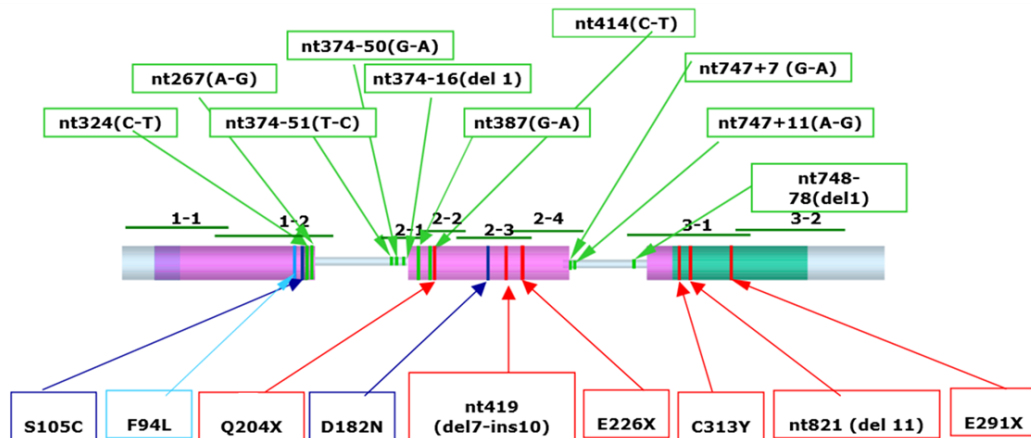 nt414(C-T)
nt374-50(G-A)
nt747+7 (G-A)
nt267(A-G)
nt374-16(del 1)
nt324(C-T)
nt374-51(T-C)
nt387(G-A)
nt747+11(A-G)
nt748-
78(del1)
1-1
1-2
2-1
2-2
2-3
2-4
3-1
3-2
S105C
F94L
Q204X
D182N
nt419
(del7-ins10)
E226X
C313Y
nt821 (del 11)
E291X